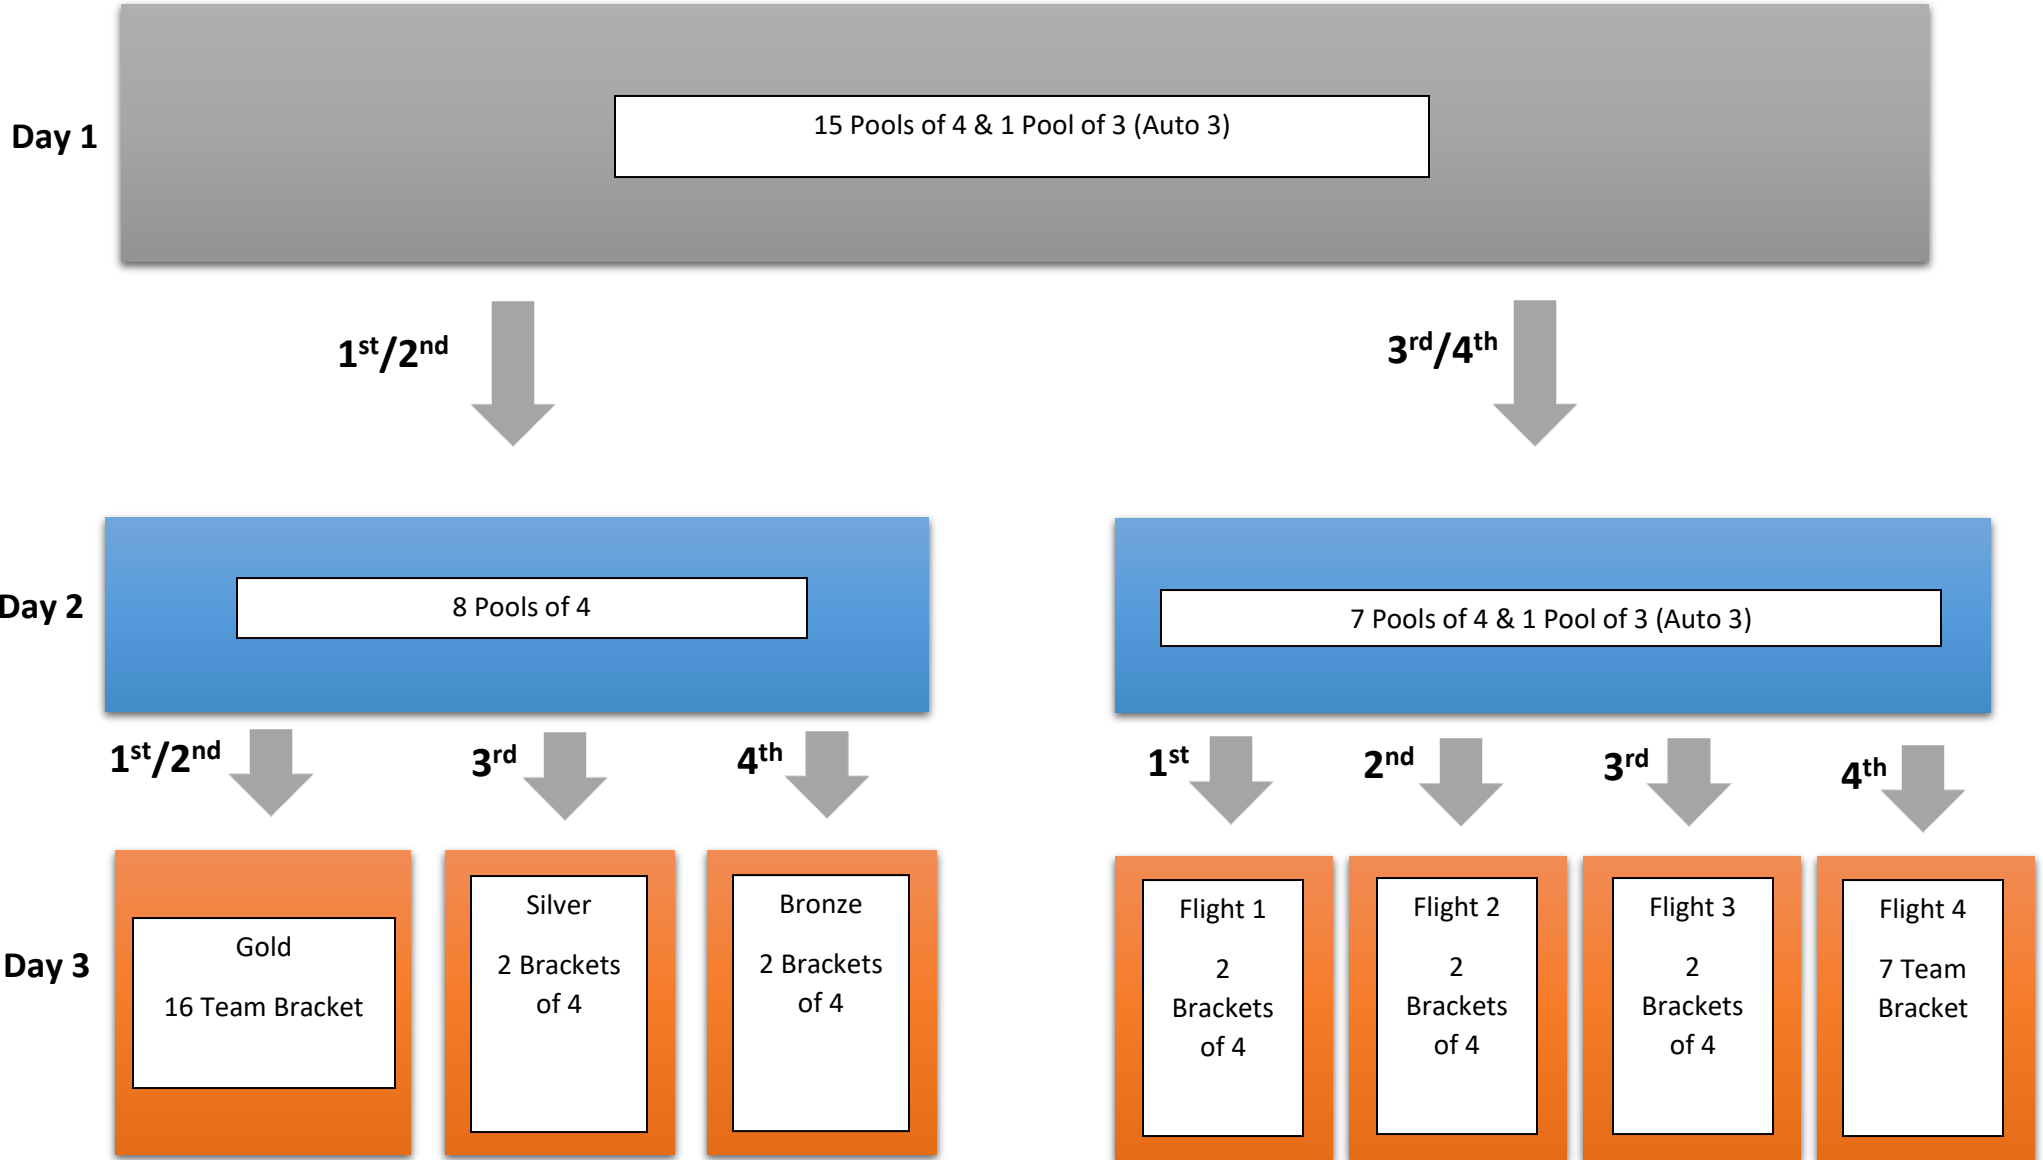 Day 1
15 Pools of 4 & 1 Pool of 3 (Auto 3)
1st/2nd
3rd/4th
Day 2
8 Pools of 4
7 Pools of 4 & 1 Pool of 3 (Auto 3)
1st/2nd
3rd
4th
1st
2nd
3rd
4th
Day 3
Gold
16 Team Bracket
Silver
2 Brackets
of 4
Bronze
2 Brackets
of 4
Flight 1
2
Brackets
of 4
Flight 2
2
Brackets
of 4
Flight 3
2
Brackets
of 4
Flight 4
7 Team
Bracket